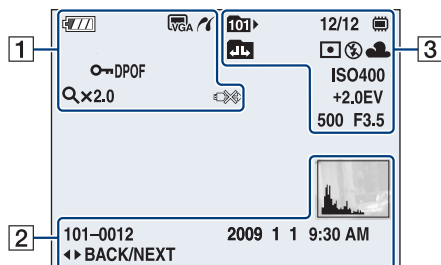 1
VGA
101
12/12
3
DPOF
ISO400
×2.0
+2.0EV
500 F3.5
2
101–0012 2009 1 1 9:30 AM
BACK/NEXT